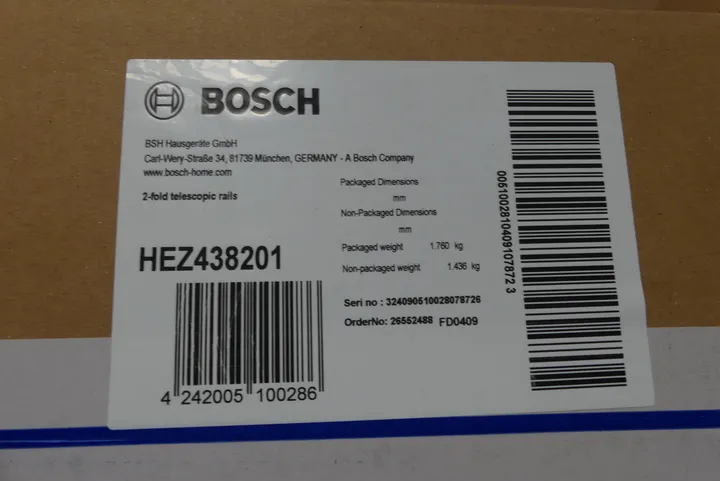 BOSCH
BSH Hausgeräte GmbH
Carl-Wery-Straße 34, 81739 München, GERMANY - A Bosch Company
www.bosch-home.com
2-fold telescopic rails
Packaged Dimensions
mm
Non-Packaged Dimensions
mm
Packaged weight 1.760 kg
Non-packaged weight 1.436 kg
HEZ438201
Seri no : 324090510028078726
OrderNo: 26552488 FD0409
4 242005 100286
0051002810409107872 3